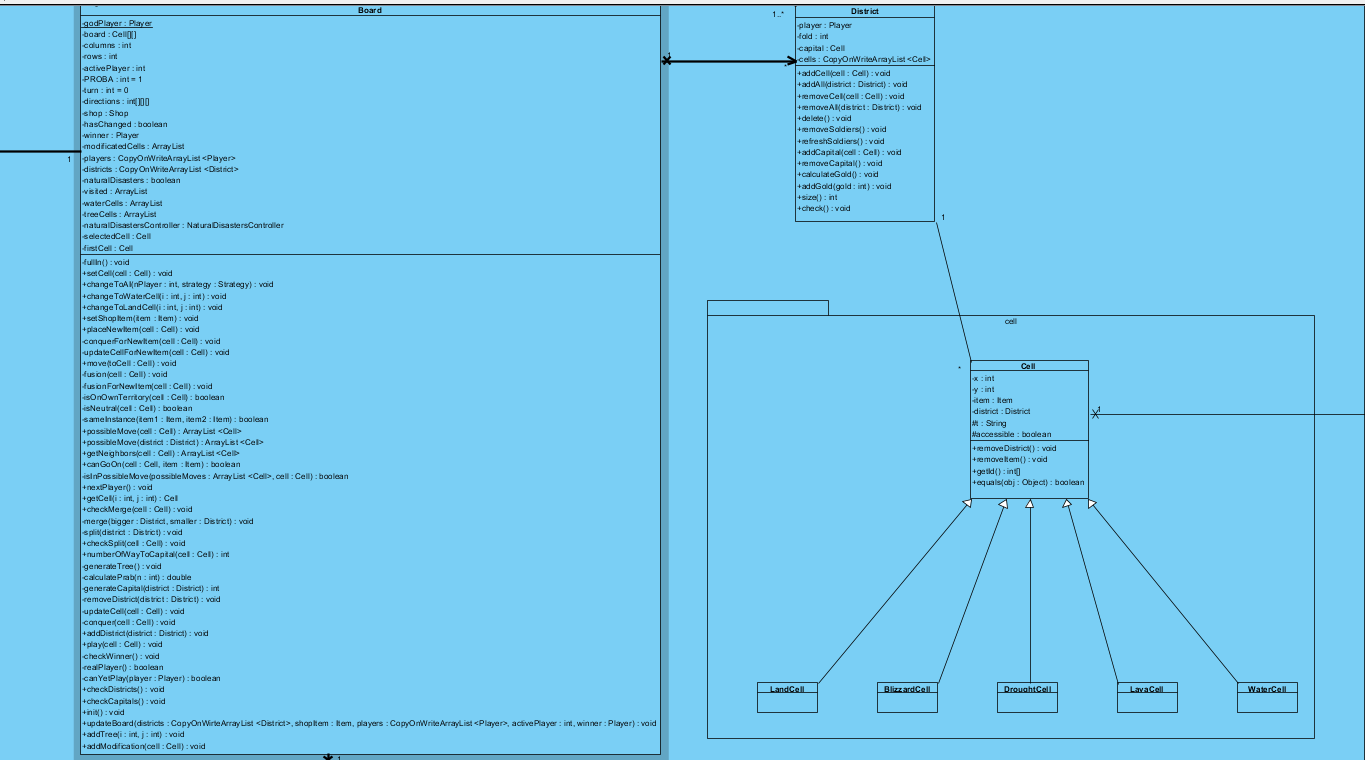 Board
-godPlayer : Player
-board : Cell[][]
-columns : int
-rows : int
-activePlayer : int
-PROBA : int = 1
-turn : int = 0
-directions : int[][][]
-shop : Shop
-hasChanged : boolean
-winner : Player
-modificatedCells : ArrayList
-players : CopyOnWriteArrayList <Player>
-districts : CopyOnWriteArrayList <District>
-naturalDisasters : boolean
-visited : ArrayList
-waterCells : ArrayList
-treeCells : ArrayList
-naturalDisastersController : NaturalDisastersController
-selectedCell : Cell
-firstCell : Cell
-fullIn() : void
+setCell(cell : Cell) : void
+changeToAI(nPlayer : int, strategy : Strategy) : void
+changeToWaterCell(i : int, j : int) : void
+changeToLandCell(i : int, j : int) : void
+setShopItem(item : Item) : void
+placeNewItem(cell : Cell) : void
-conquerForNewItem(cell : Cell) : void
-updateCellForNewItem(cell : Cell) : void
+move(toCell : Cell) : void
-fusion(cell : Cell) : void
-fusionForNewItem(cell : Cell) : void
-isOnOwnTerritory(cell : Cell) : boolean
-isNeutral(cell : Cell) : boolean
-sameInstance(item1 : Item, item2 : Item) : boolean
+possibleMove(cell : Cell) : ArrayList <Cell>
+possibleMove(district : District) : ArrayList <Cell>
+getNeighbors(cell : Cell) : ArrayList <Cell>
+canGoOn(cell : Cell, item : Item) : boolean
-isInPossibleMove(possibleMoves : ArrayList <Cell>, cell : Cell) : boolean
+nextPlayer() : void
+getCell(i : int, j : int) : Cell
+checkMerge(cell : Cell) : void
-merge(bigger : District, smaller : District) : void
-split(district : District) : void
+checkSplit(cell : Cell) : void
+numberOfWayToCapital(cell : Cell) : int
-generateTree() : void
-calculatePrab(n : int) : double
-generateCapital(district : District) : int
-removeDistrict(district : District) : void
-updateCell(cell : Cell) : void
-conquer(cell : Cell) : void
+addDistrict(district : District) : void
+play(cell : Cell) : void
-checkWinner() : void
-realPlayer() : boolean
-canYetPlay(player : Player) : boolean
+checkDistricts() : void
+checkCapitals() : void
+init() : void
+updateBoard(districts : CopyOnWirteArrayList <District>, shopItem : Item, players : CopyOnWriteArrayList <Player>, activePlayer : int, winner : Player) : void
+addTree(i : int, j : int) : void
+addModification(cell : Cell) : void
1
1
1
1..*
District
-player : Player
-fold : int
-capital : Cell
-cells : CopyOnWriteArrayList <Cell>
+addCell(cell : Cell) : void
+addAll(district : District) : void
+removeCell(cell : Cell) : void
+removeAll(district : District) : void
+delete() : void
+removeSoldiers() : void
+refreshSoldiers() : void
+addCapital(cell : Cell) : void
+removeCapital() : void
+calculateGold() : void
+addGold(gold : int) : void
+size() : int
+check() : void
1
cell
*
Cell
-x : int
-y : int
-item : Item
-district : District
#t : String
#accessible : boolean
+removeDistrict() : void
+removeItem() : void
+getId() : int[]
+equals(obj : Object) : boolean
1
LandCell
BlizzardCell
DroughtCell
LavaCell
WaterCell